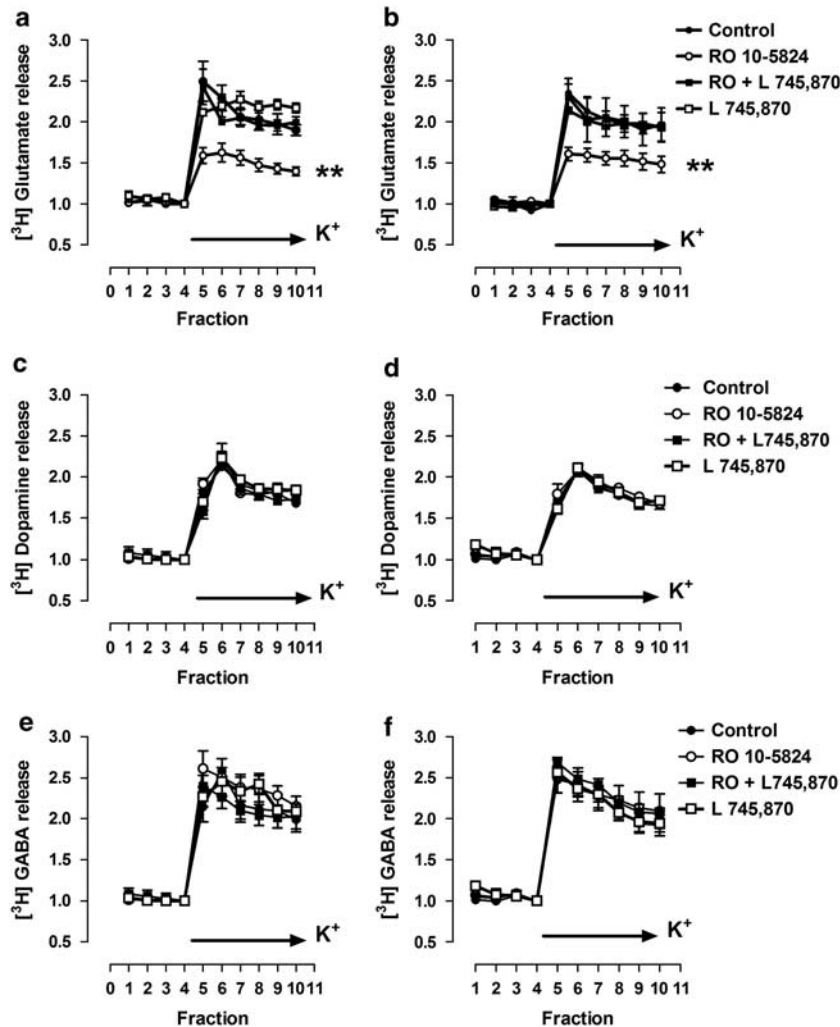 a
[³H] Glutamate release
3.0
2.5
2.0
1.5
1.0
0.5
**
K⁺
0 1 2 3 4 5 6 7 8 9 10 11
Fraction
b
[³H] Glutamate release
3.0
2.5
2.0
1.5
1.0
0.5
Control
RO 10-5824
RO + L 745,870
L 745,870
**
K⁺
0 1 2 3 4 5 6 7 8 9 10 11
Fraction
c
[³H] Dopamine release
3.0
2.5
2.0
1.5
1.0
0.5
K⁺
0 1 2 3 4 5 6 7 8 9 10 11
Fraction
d
[³H] Dopamine release
3.0
2.5
2.0
1.5
1.0
0.5
Control
RO 10-5824
RO + L745,870
L 745,870
K⁺
1 2 3 4 5 6 7 8 9 10 11
Fraction
e
[³H] GABA release
3.0
2.5
2.0
1.5
1.0
0.5
K⁺
0 1 2 3 4 5 6 7 8 9 10 11
Fraction
f
[³H] GABA release
3.0
2.5
2.0
1.5
1.0
0.5
Control
RO 10-5824
RO + L745,870
L 745,870
K⁺
1 2 3 4 5 6 7 8 9 10 11
Fraction